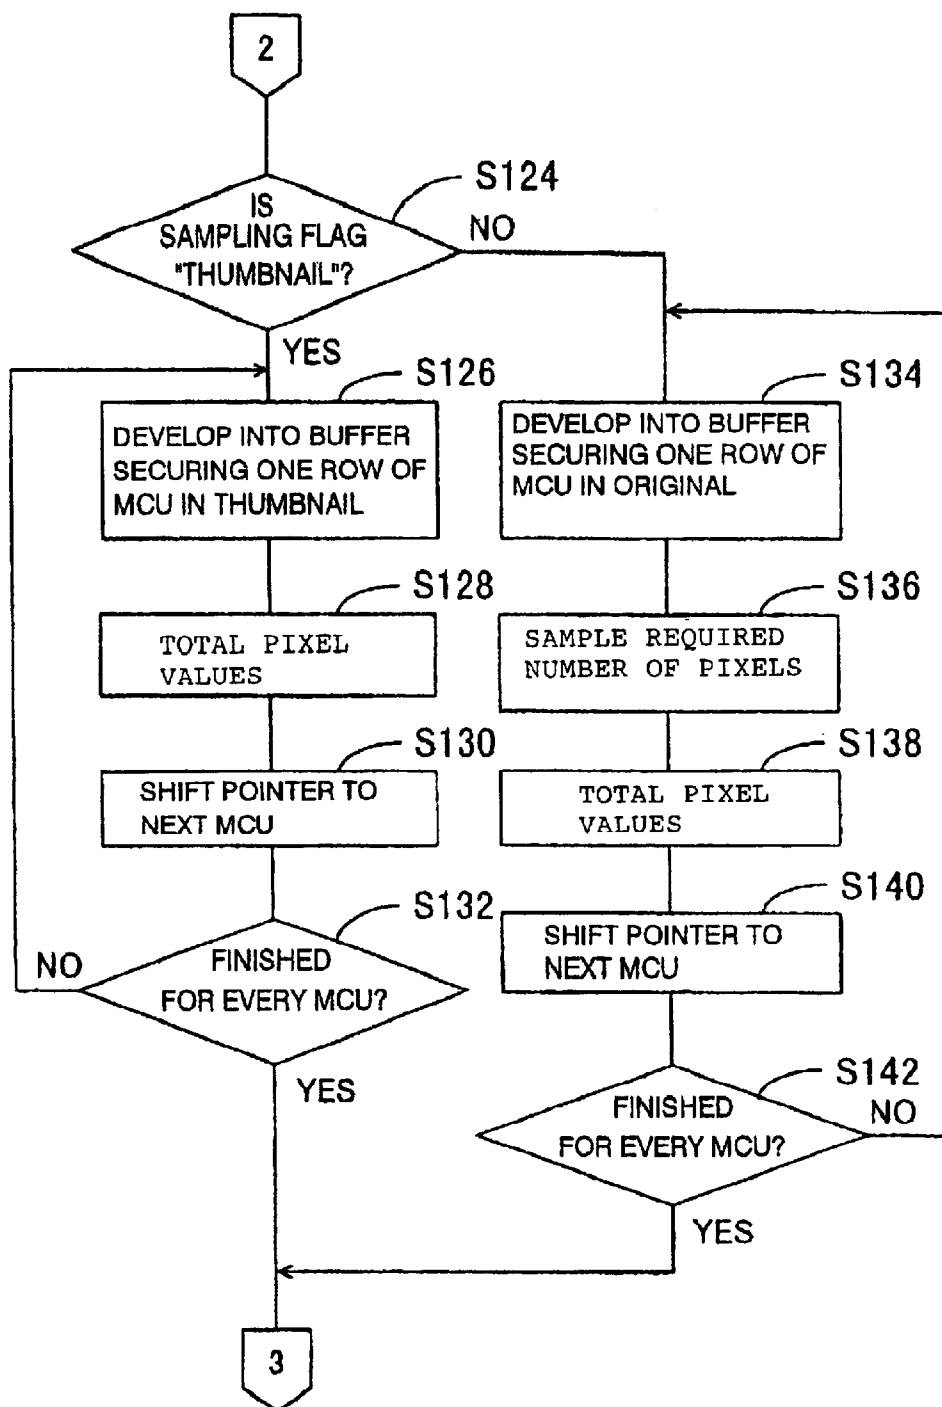 2
S124
IS
SAMPLING FLAG
"THUMBNAIL"?
NO
YES
S126
DEVELOP INTO BUFFER
SECURING ONE ROW OF
MCU IN THUMBNAIL
S128
TOTAL PIXEL
VALUES
S130
SHIFT POINTER TO
NEXT MCU
S132
NO
FINISHED
FOR EVERY MCU?
YES
S134
DEVELOP INTO BUFFER
SECURING ONE ROW OF
MCU IN ORIGINAL
S136
SAMPLE REQUIRED
NUMBER OF PIXELS
S138
TOTAL PIXEL
VALUES
S140
SHIFT POINTER TO
NEXT MCU
S142
FINISHED
FOR EVERY MCU?
NO
YES
3